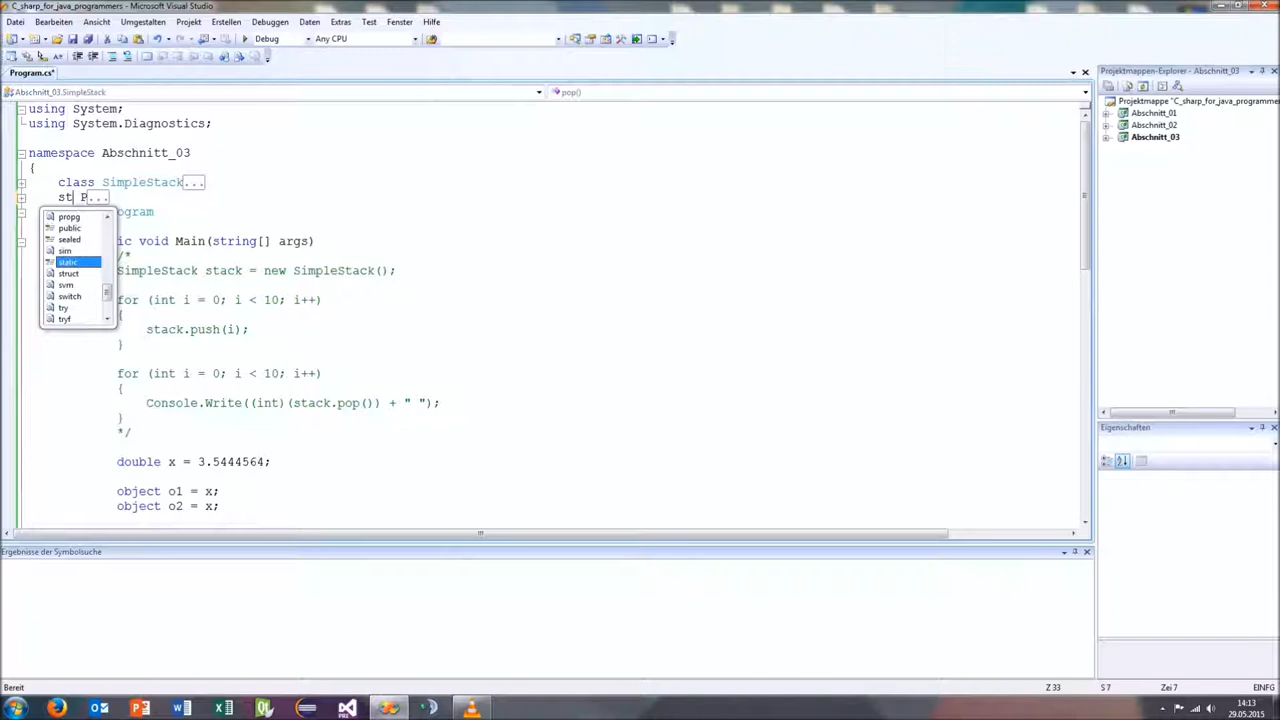 C_sharp_for_java_programmers - Microsoft Visual Studio
Datei Bearbeiten Umgestalten Projekt Erstellen Debuggen Daten Extras Test Fenster Hilfe
Debug Any CPU
Program.cs*
Abschnitt_03.SimpleStack pop()
using System;
using System.Diagnostics;
namespace Abschnitt_03
{
class SimpleStack...
st P...
ogram
ic void Main(string[] args)
/*
SimpleStack stack = new SimpleStack();
for (int i = 0; i < 10; i++)
{
stack.push(i);
}
for (int i = 0; i < 10; i++)
{
Console.Write((int)(stack.pop()) + " ");
}
*/
double x = 3.5444564;
object o1 = x;
object o2 = x;
propg
public
sealed
sim
static
struct
svm
switch
try
tryf
Projektmappen-Explorer - Abschnitt_03
Projektmappe "C_sharp_for_java_programmers
Abschnitt_01
Abschnitt_02
Abschnitt_03
Eigenschaften
Ergebnisse der Symbolsuche
Bereit Z 33 S 7 Zei 7 EINFG
14:13
29.05.2015